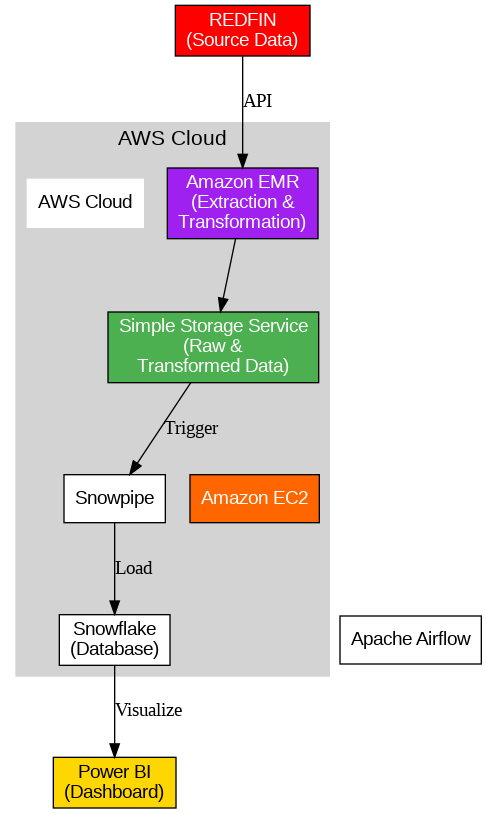 REDFIN
(Source Data)
API
AWS Cloud
AWS Cloud
Amazon EMR
(Extraction &
Transformation)
Simple Storage Service
(Raw &
Transformed Data)
Trigger
Snowpipe
Amazon EC2
Load
Snowflake
(Database)
Apache Airflow
Visualize
Power BI
(Dashboard)